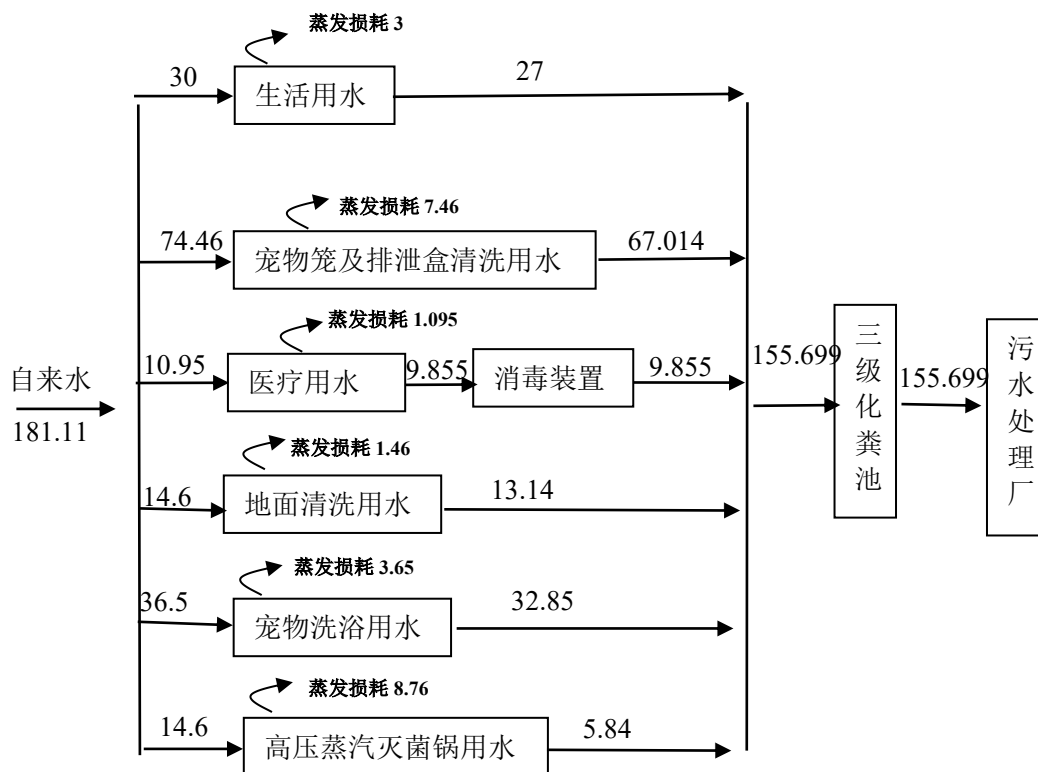 蒸发损耗 3
30
生活用水
27
蒸发损耗 7.46
74.46
宠物笼及排泄盒清洗用水
67.014
蒸发损耗 1.095
自来水
181.11
10.95
医疗用水
9.855
消毒装置
9.855
155.699
三级化粪池
155.699
污水处理厂
蒸发损耗 1.46
14.6
地面清洗用水
13.14
蒸发损耗 3.65
36.5
宠物洗浴用水
32.85
蒸发损耗 8.76
14.6
高压蒸汽灭菌锅用水
5.84